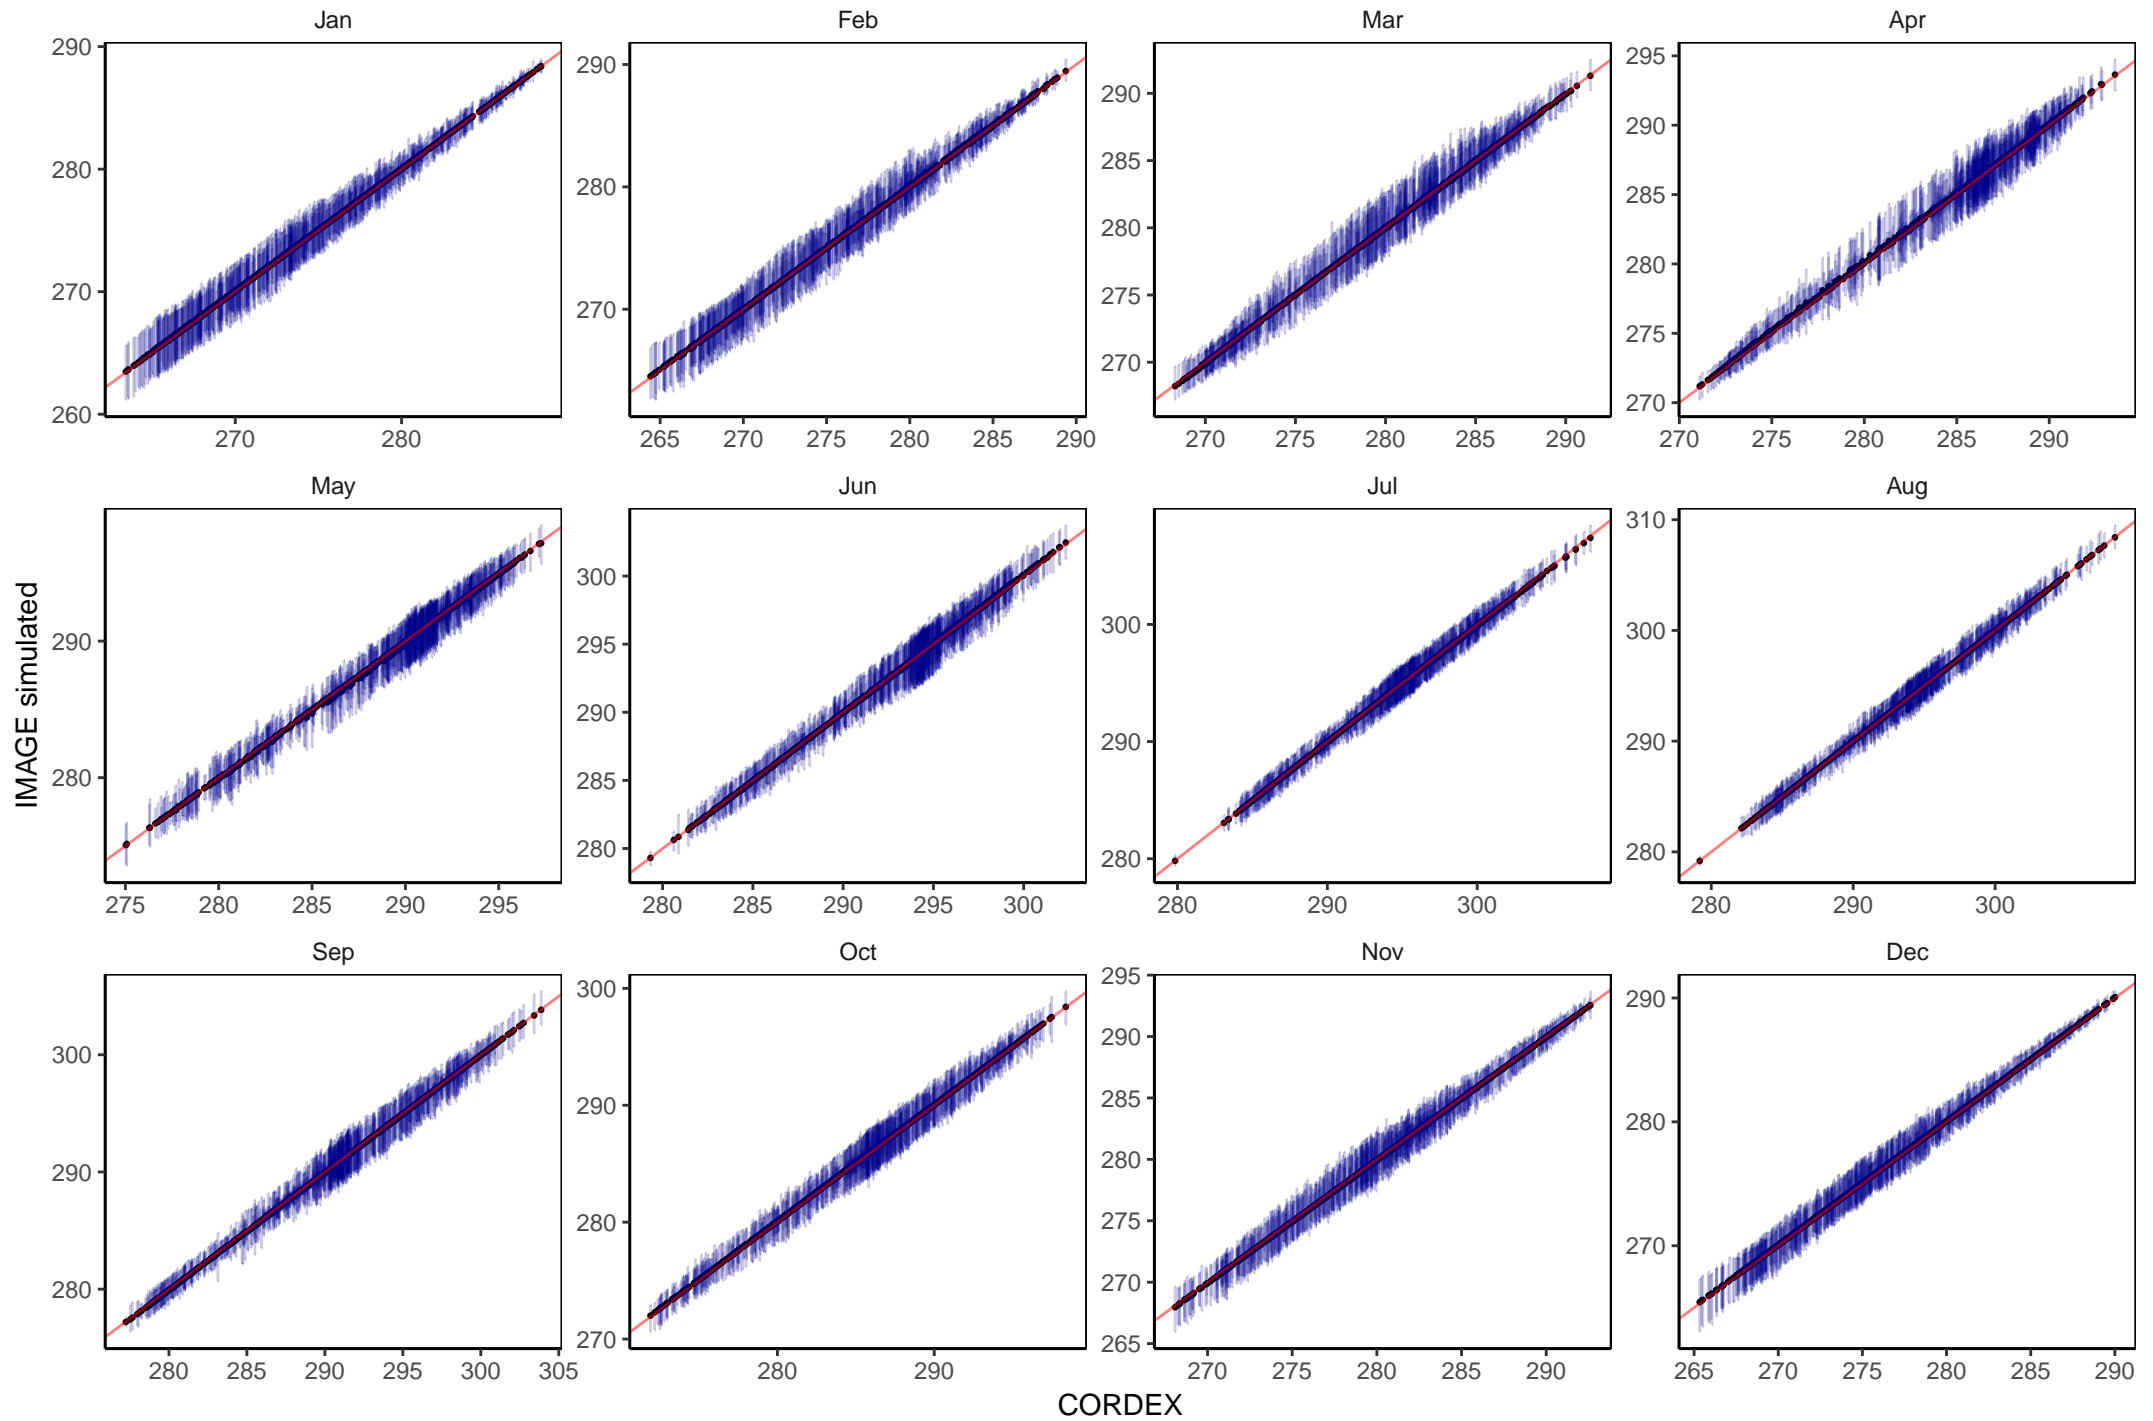 Jan Feb Mar Apr
290 290 290 295
280 280 285 290
270 270 280 285
260 275 280
270 275
270
270 280 265 270 275 280 285 290 270 275 280 285 290 270 275 280 285 290
May Jun Jul Aug
290 300 300 310
280 295 290 300
290 280 290
285 280
280
275 280 285 290 295 280 285 290 295 300 280 290 300 280 290 300
IMAGE simulated
Sep Oct Nov Dec
300 300 295 290
290 290 290 280
280 280 285 270
270 280
275
270
265
280 285 290 295 300 305 280 290 270 275 280 285 290 265 270 275 280 285 290
CORDEX